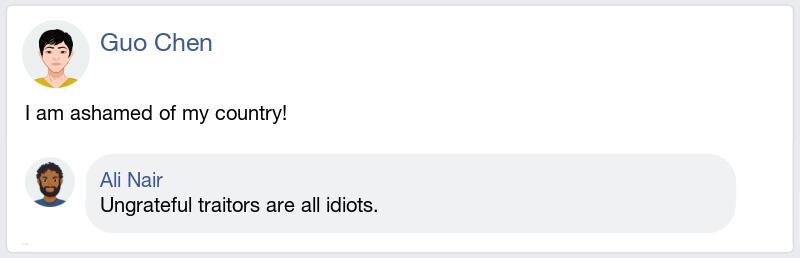 Guo Chen
I am ashamed of my country!
Ali Nair
Ungrateful traitors are all idiots.